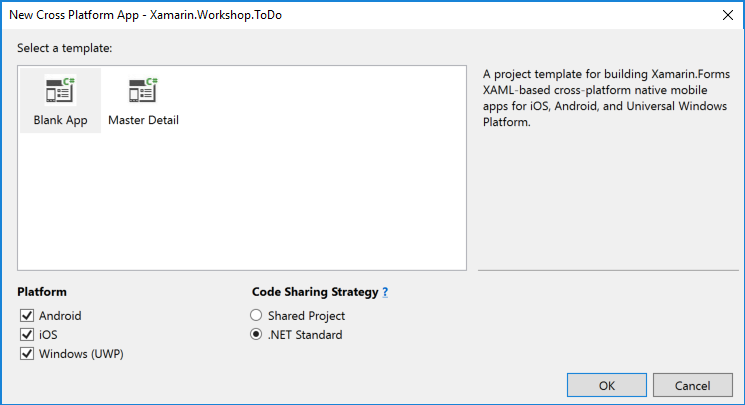 New Cross Platform App - Xamarin.Workshop.ToDo
Select a template:
C#
Blank App
C#
Master Detail
A project template for building Xamarin.Forms
XAML-based cross-platform native mobile
apps for iOS, Android, and Universal Windows
Platform.
Platform
Android
iOS
Windows (UWP)
Code Sharing Strategy ?
Shared Project
.NET Standard
OK
Cancel